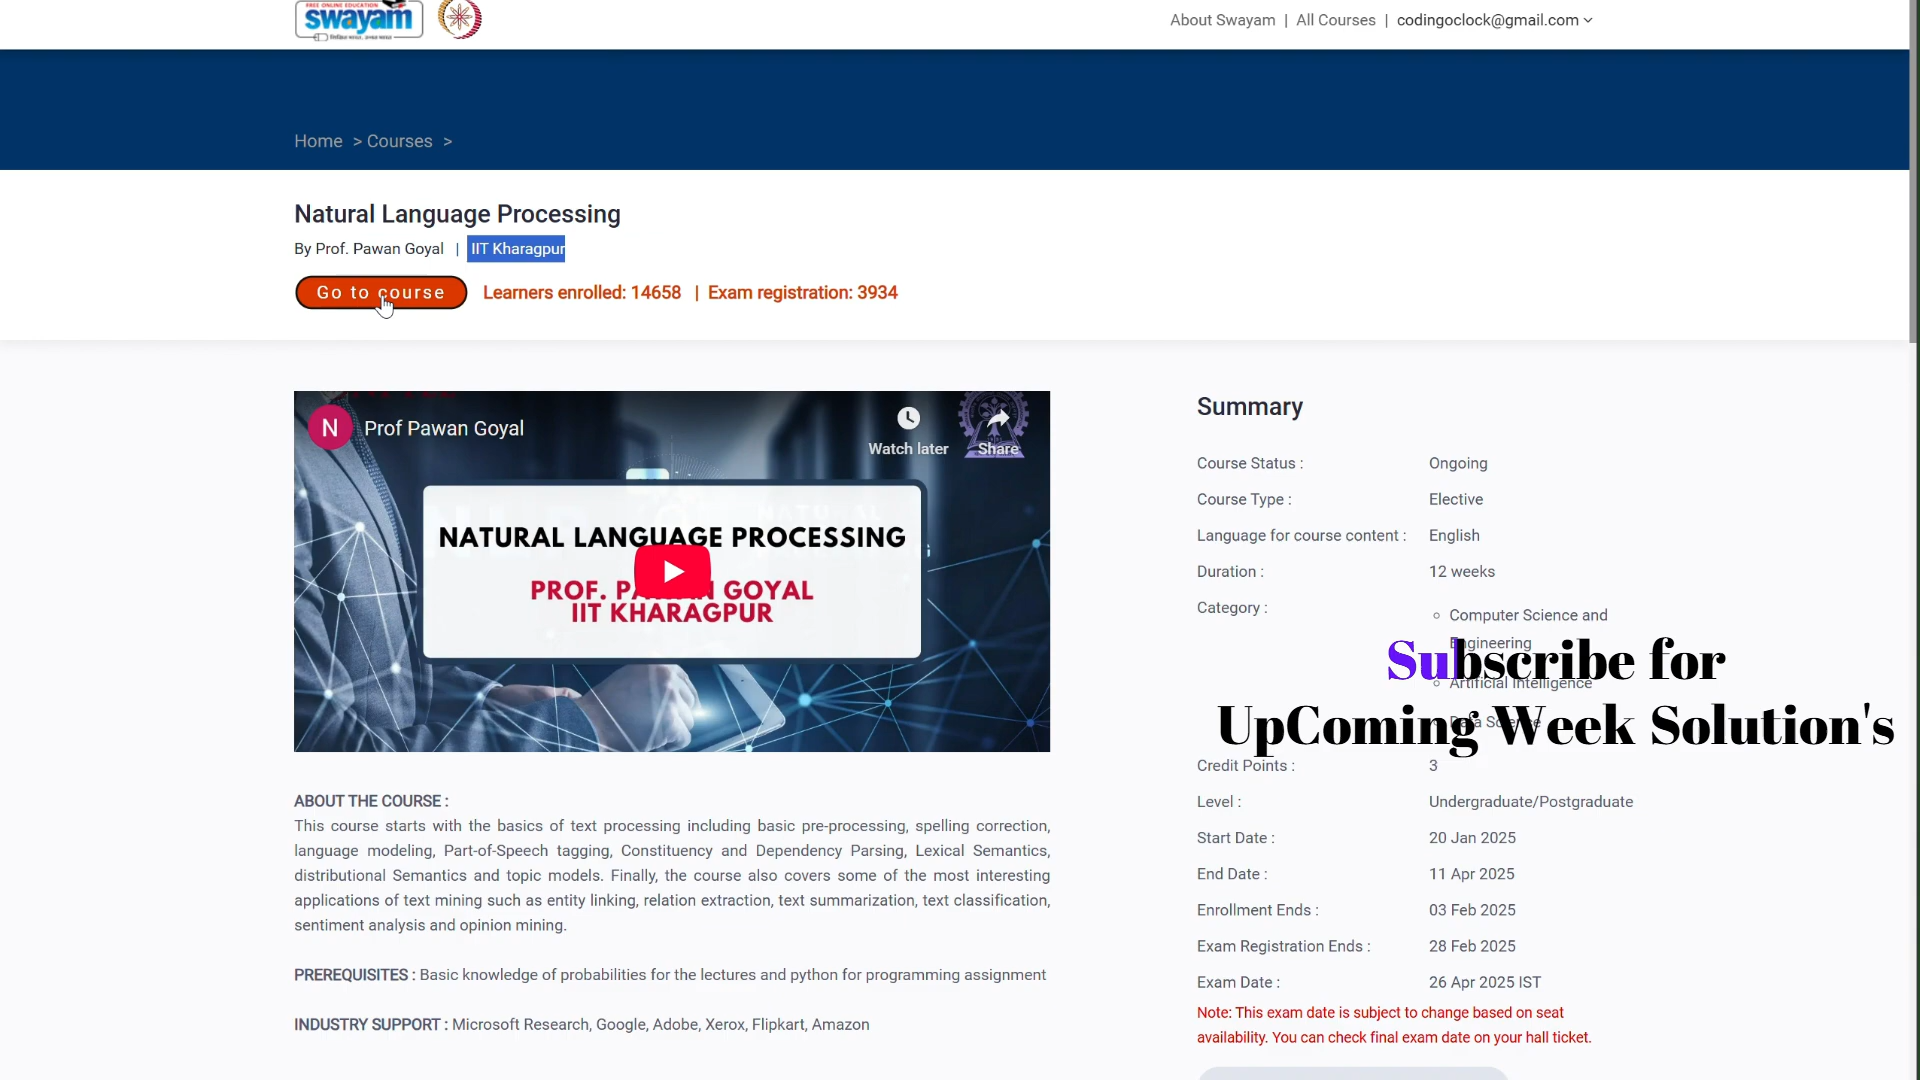 FREE ONLINE EDUCATION
swayam
About Swayam | All Courses | codingoclock@gmail.com
Home > Courses >
Natural Language Processing
By Prof. Pawan Goyal | IIT Kharagpur
Go to course
Learners enrolled: 14658 | Exam registration: 3934
N
Prof Pawan Goyal
Watch later
Share
NATURAL LANGUAGE PROCESSING
PROF. PAWAN GOYAL
IIT KHARAGPUR
ABOUT THE COURSE :
This course starts with the basics of text processing including basic pre-processing, spelling correction,
language modeling, Part-of-Speech tagging, Constituency and Dependency Parsing, Lexical Semantics,
distributional Semantics and topic models. Finally, the course also covers some of the most interesting
applications of text mining such as entity linking, relation extraction, text summarization, text classification,
sentiment analysis and opinion mining.
PREREQUISITES : Basic knowledge of probabilities for the lectures and python for programming assignment
INDUSTRY SUPPORT : Microsoft Research, Google, Adobe, Xerox, Flipkart, Amazon
Summary
Course Status : Ongoing
Course Type : Elective
Language for course content : English
Duration : 12 weeks
Category :
Computer Science and
Engineering
Artificial Intelligence
Data Science
Subscribe for
UpComing Week Solution's
Credit Points : 3
Level : Undergraduate/Postgraduate
Start Date : 20 Jan 2025
End Date : 11 Apr 2025
Enrollment Ends : 03 Feb 2025
Exam Registration Ends : 28 Feb 2025
Exam Date : 26 Apr 2025 IST
Note: This exam date is subject to change based on seat
availability. You can check final exam date on your hall ticket.